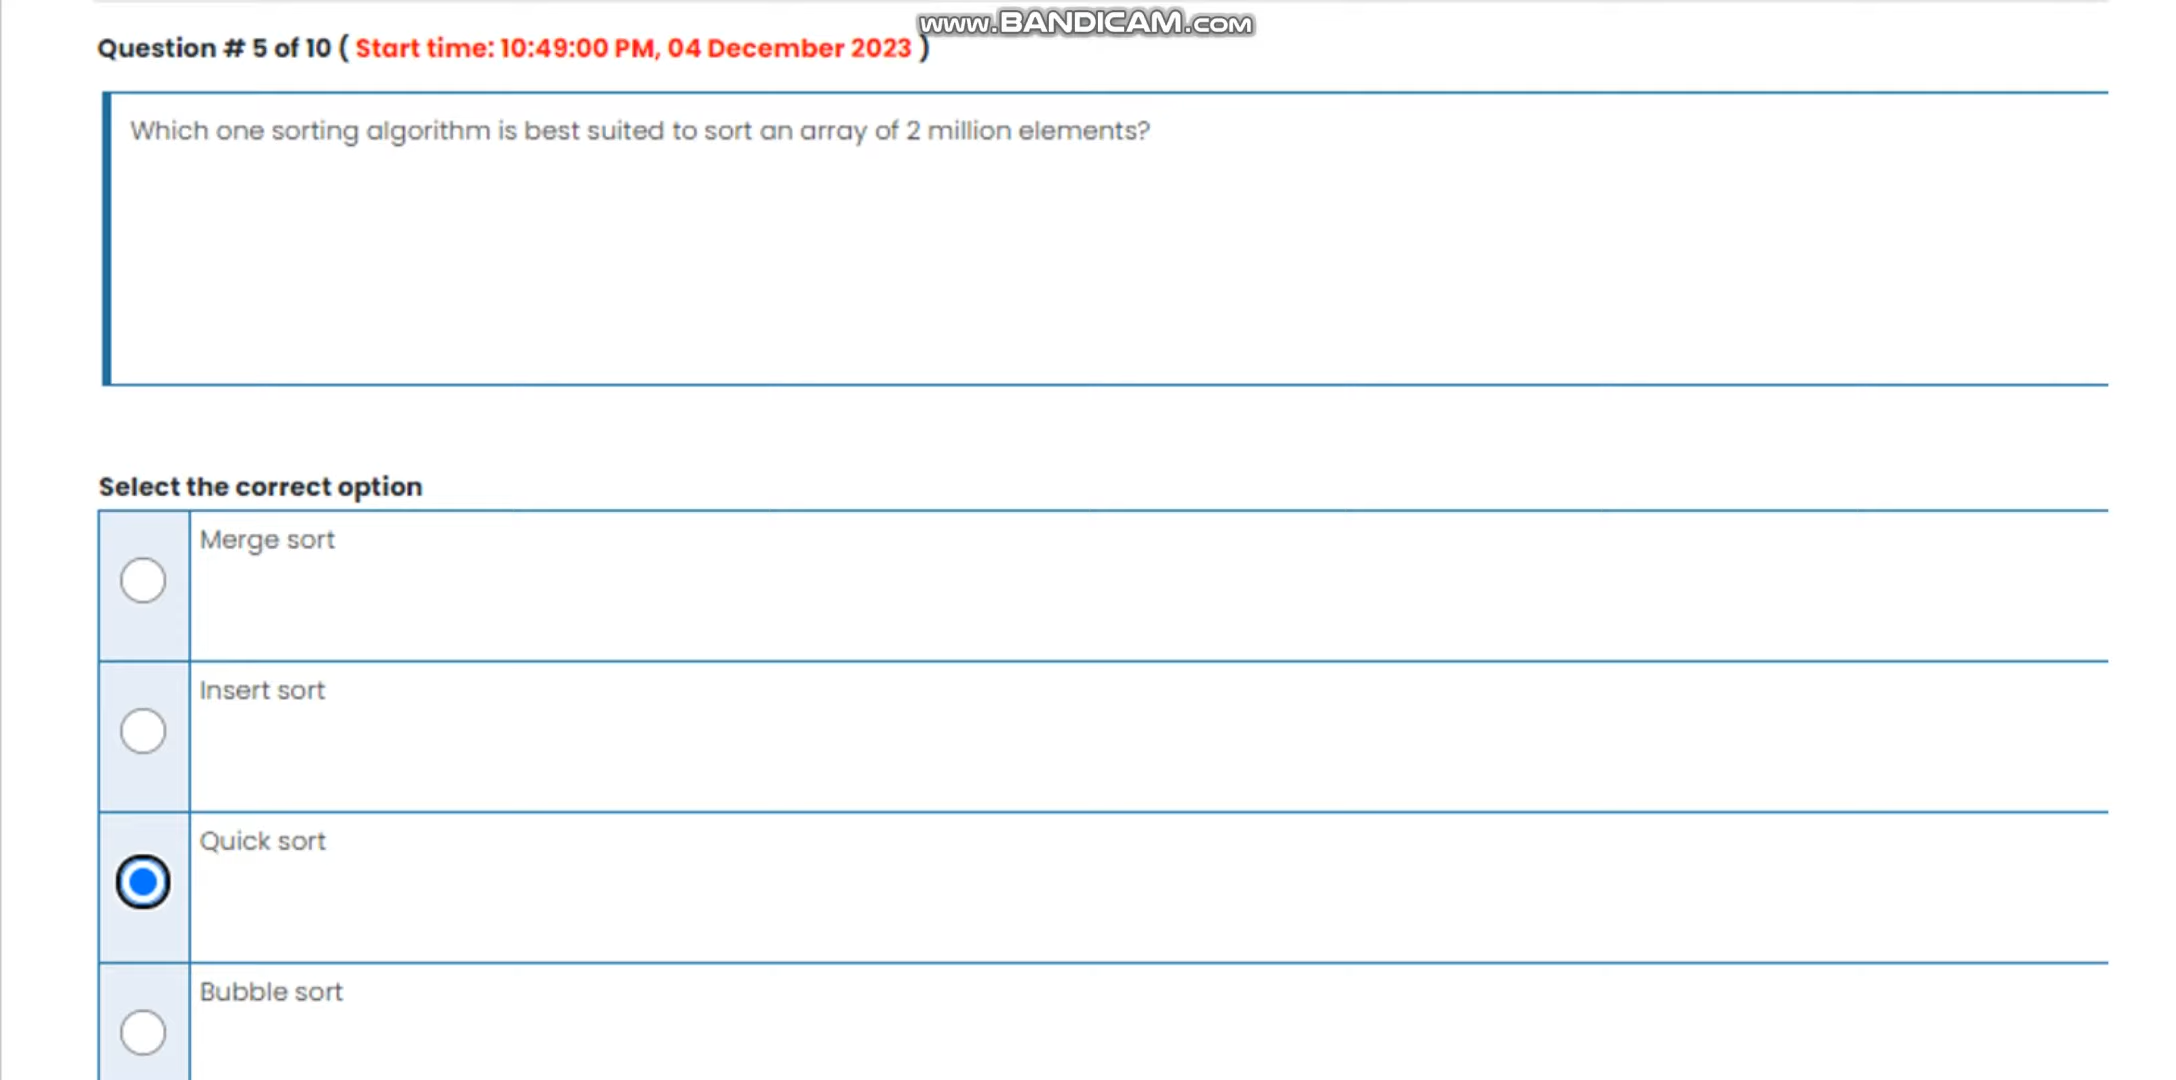 www.BANDICAM.com
Question # 5 of 10 ( Start time: 10:49:00 PM, 04 December 2023 )
Which one sorting algorithm is best suited to sort an array of 2 million elements?
Select the correct option
Merge sort
Insert sort
Quick sort
Bubble sort